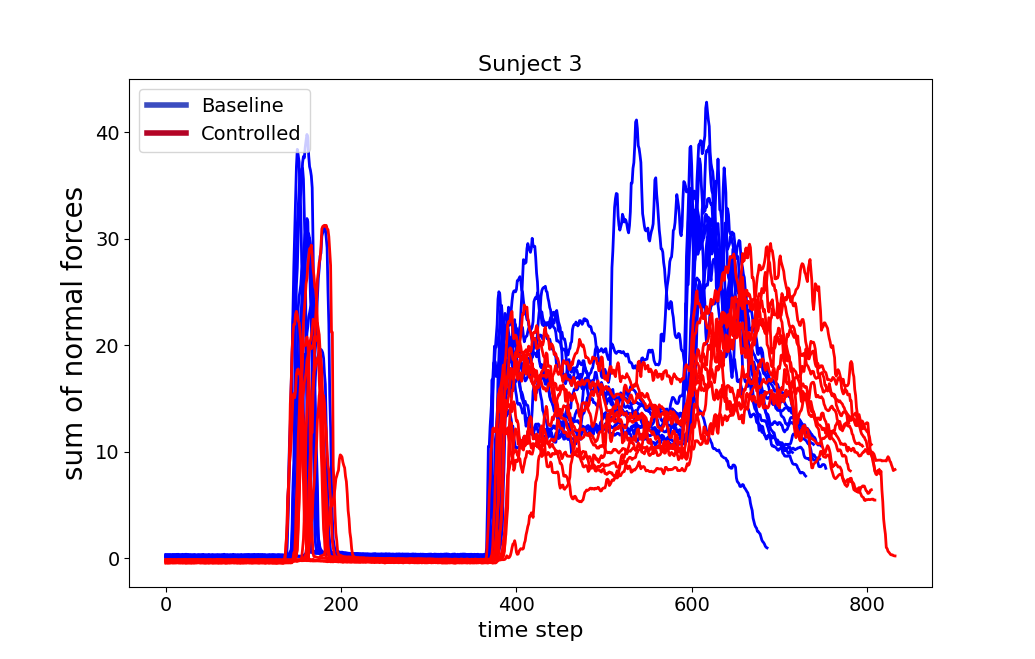 Sunject 3
Baseline
Controlled
sum of normal forces
40
30
20
10
0
0 200 400 600 800
time step